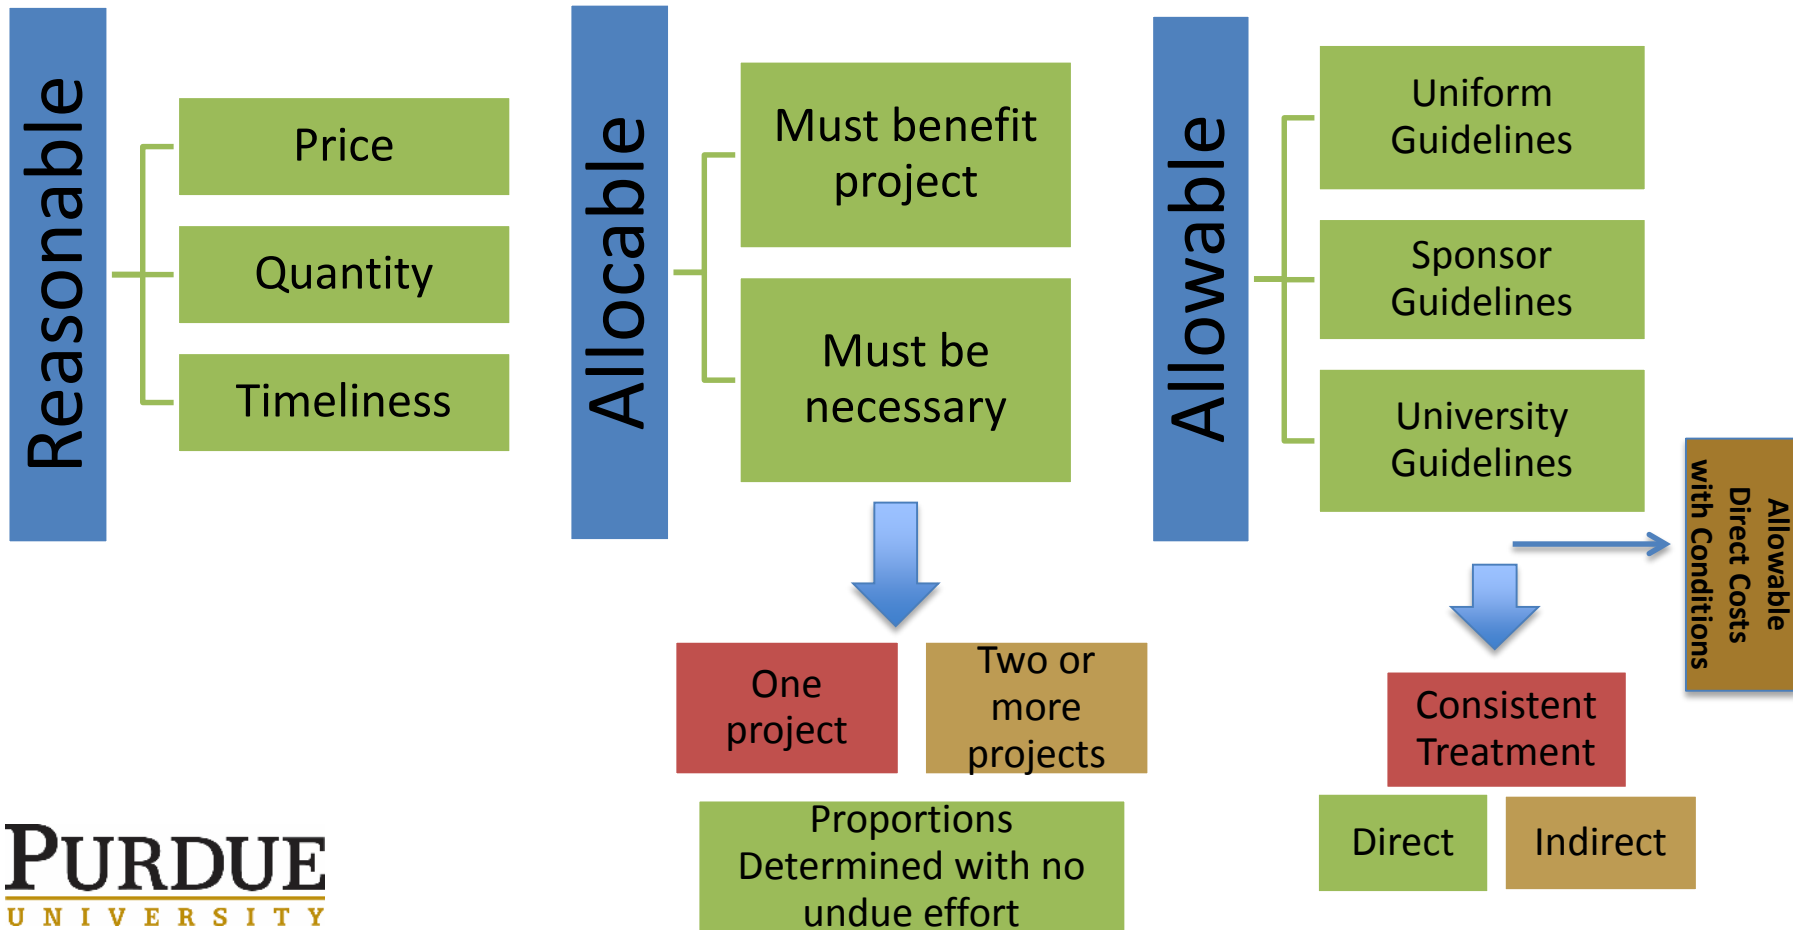 Reasonable
Price
Quantity
Timeliness
Allocable
Must benefit
project
Must be
necessary
One
project
Two or
more
projects
Proportions
Determined with no
undue effort
Allowable
Uniform
Guidelines
Sponsor
Guidelines
University
Guidelines
Allowable
Direct Costs
with Conditions
Consistent
Treatment
Direct
Indirect
PURDUE
UNIVERSITY